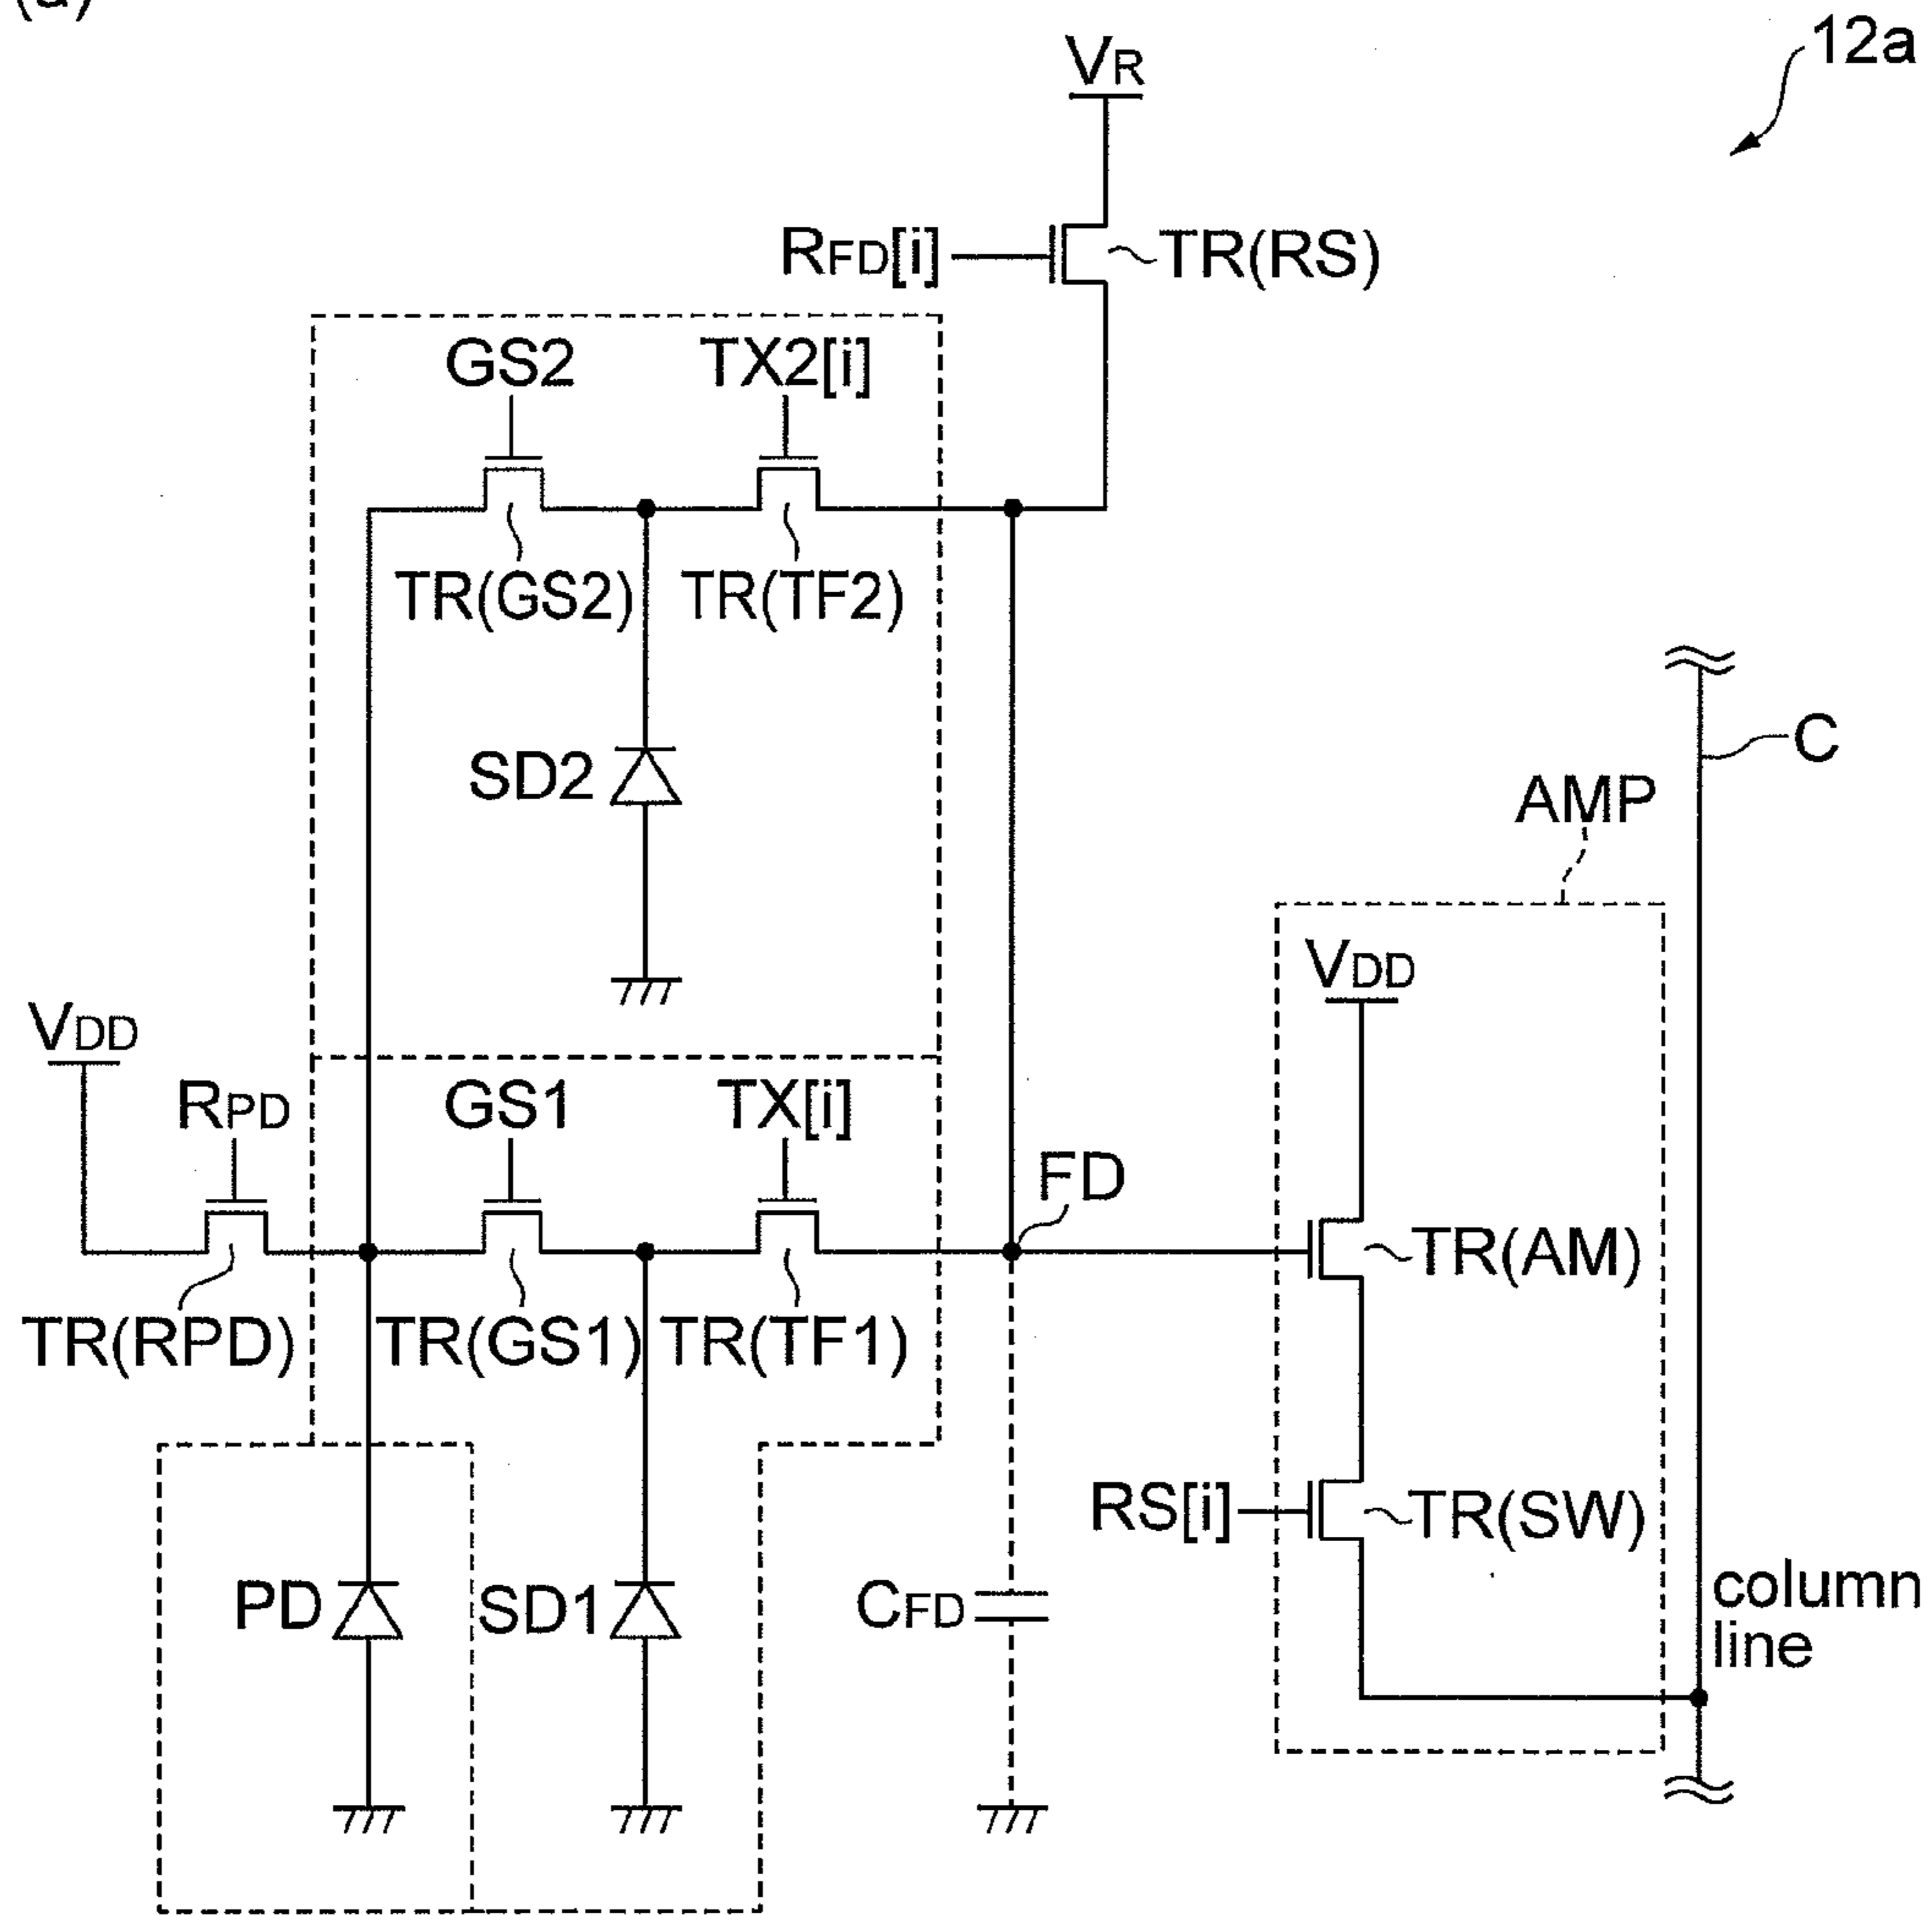 (a)
12a
VR
RFD[i]
TR(RS)
GS2
TX2[i]
TR(GS2)
TR(TF2)
SD2
C
AMP
VDD
VDD
RPD
GS1
TX[i]
FD
TR(AM)
TR(RPD)
TR(GS1)
TR(TF1)
RS[i]
TR(SW)
PD
SD1
CFD
column
line